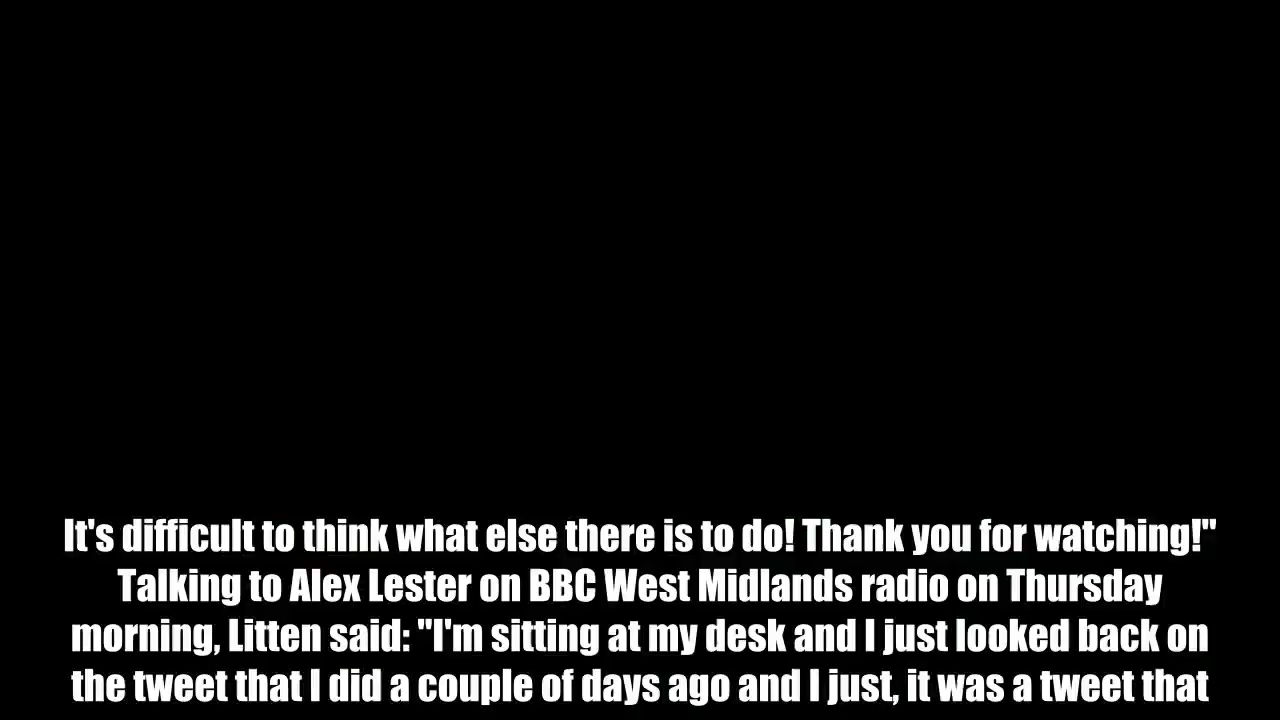 It's difficult to think what else there is to do! Thank you for watching!"
Talking to Alex Lester on BBC West Midlands radio on Thursday
morning, Litten said: "I'm sitting at my desk and I just looked back on
the tweet that I did a couple of days ago and I just, it was a tweet that